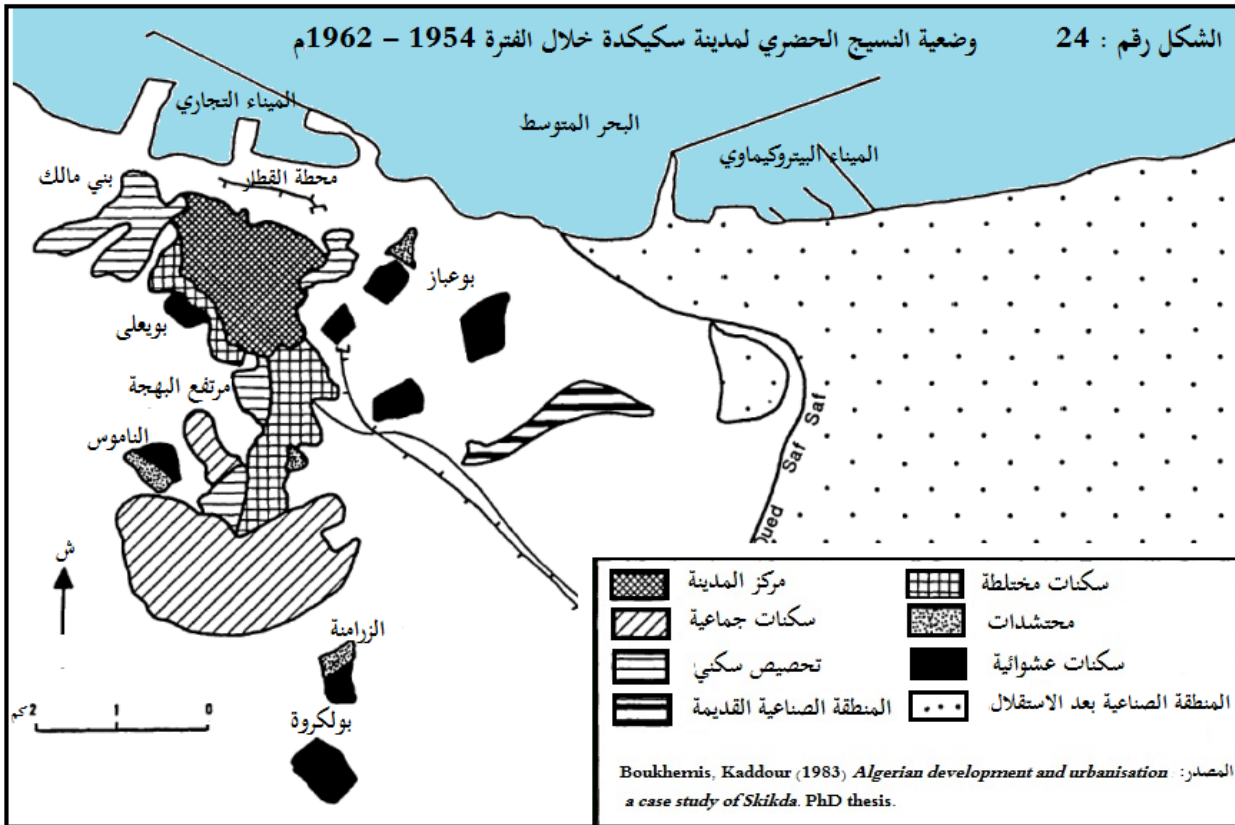 الشكل رقم : 24 وضعية النسيج الحضري لمدينة سكيكدة خلال الفترة 1954 – 1962م
الميناء التجاري
البحر المتوسط
الميناء البيتروكيماوي
محطة القطار
بني مالك
بوعباز
بويعلى
مرتفع البهجة
الناموس
Oued Saf Saf
ش
الزرامنة
بولكروة
كم 2 1 0
مركز المدينة
سكنات مختلطة
سكنات جماعية
محتشدات
تحصيص سكني
سكنات عشوائية
المنطقة الصناعية القديمة
المنطقة الصناعية بعد الاستقلال
المصدر: Boukhemis, Kaddour (1983) Algerian development and urbanisation :
a case study of Skikda. PhD thesis.